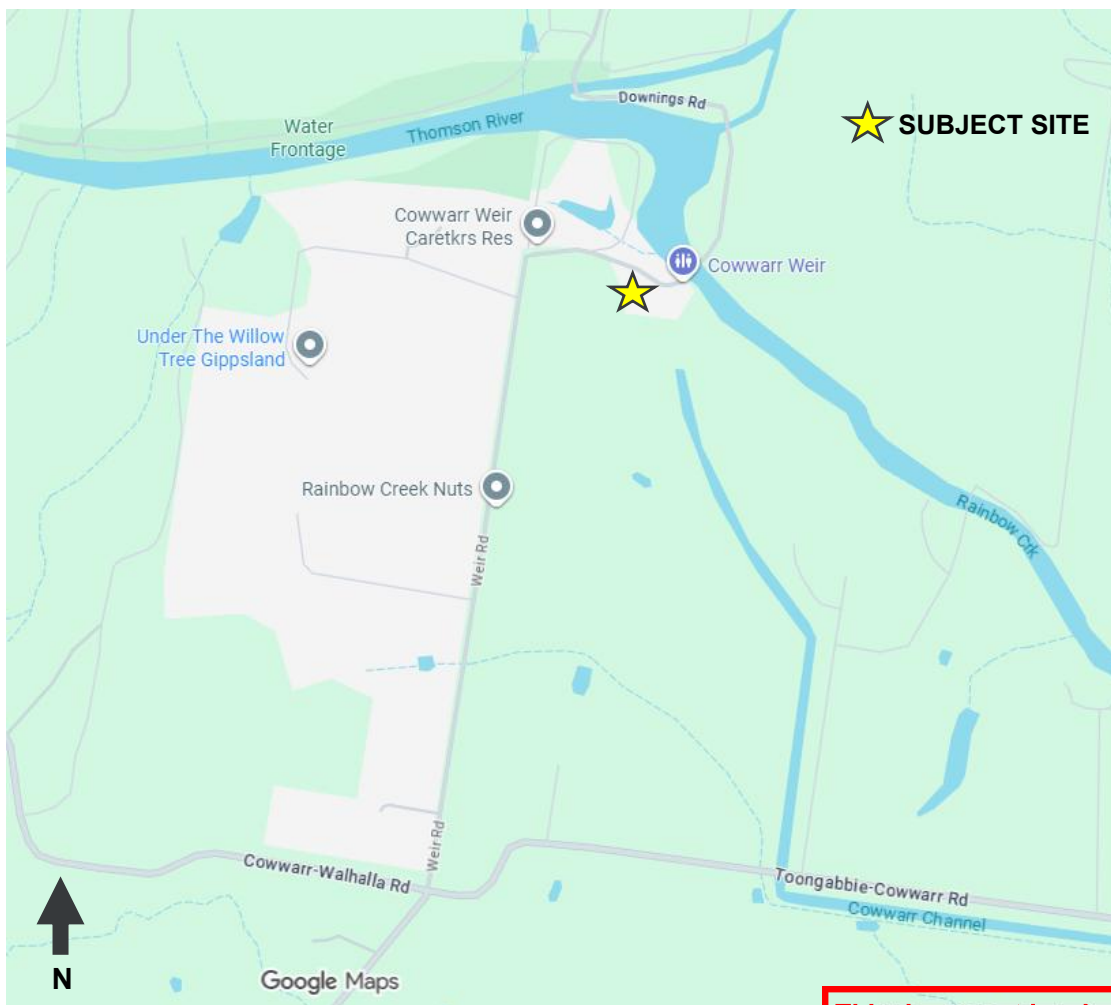 Downings Rd
SUBJECT SITE
Thomson River
Water
Frontage
Cowwarr Weir
Caretkrs Res
Cowwarr Weir
Under The Willow
Tree Gippsland
Rainbow Creek Nuts
Rainbow Crk
Weir Rd
Weir Rd
Cowwarr-Walhalla Rd
Toongabbie-Cowwarr Rd
Cowwarr Channel
N
Google Maps